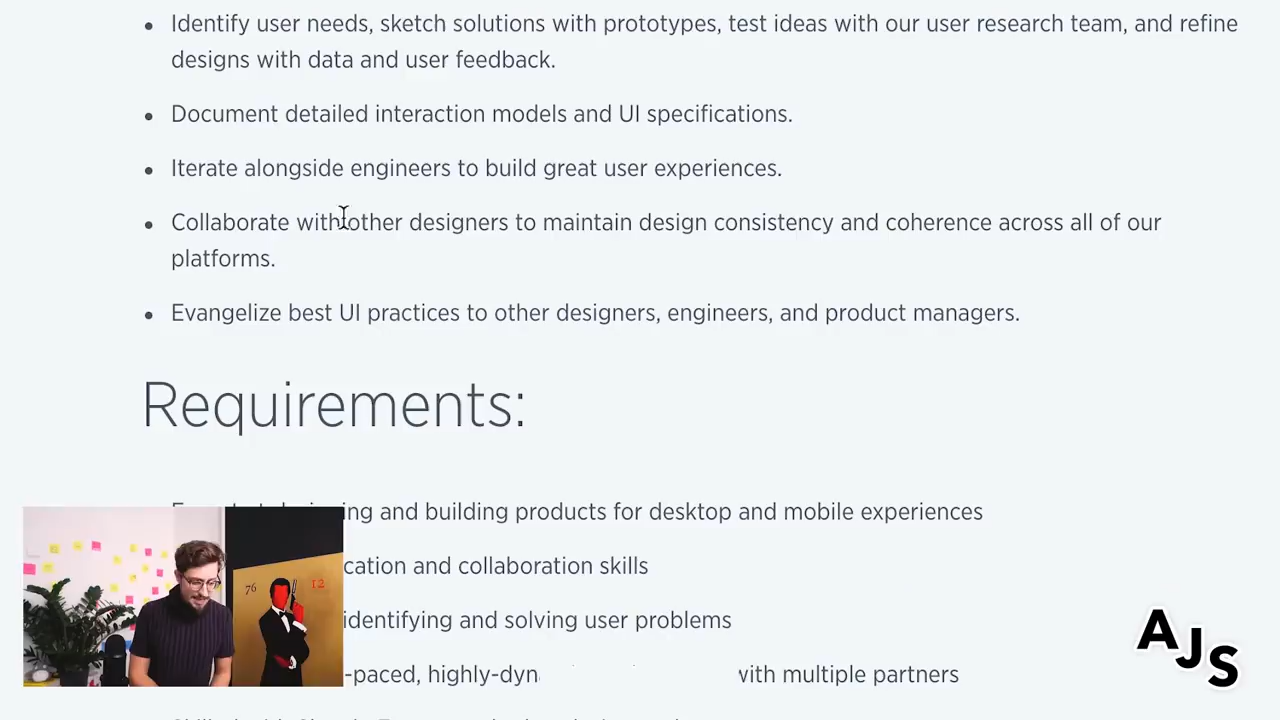 Identify user needs, sketch solutions with prototypes, test ideas with our user research team, and refine
designs with data and user feedback.
Document detailed interaction models and UI specifications.
Iterate alongside engineers to build great user experiences.
Collaborate with other designers to maintain design consistency and coherence across all of our
platforms.
Evangelize best UI practices to other designers, engineers, and product managers.
Requirements:
and building products for desktop and mobile experiences
and collaboration skills
identifying and solving user problems
-paced, with multiple partners
76 12
AJS